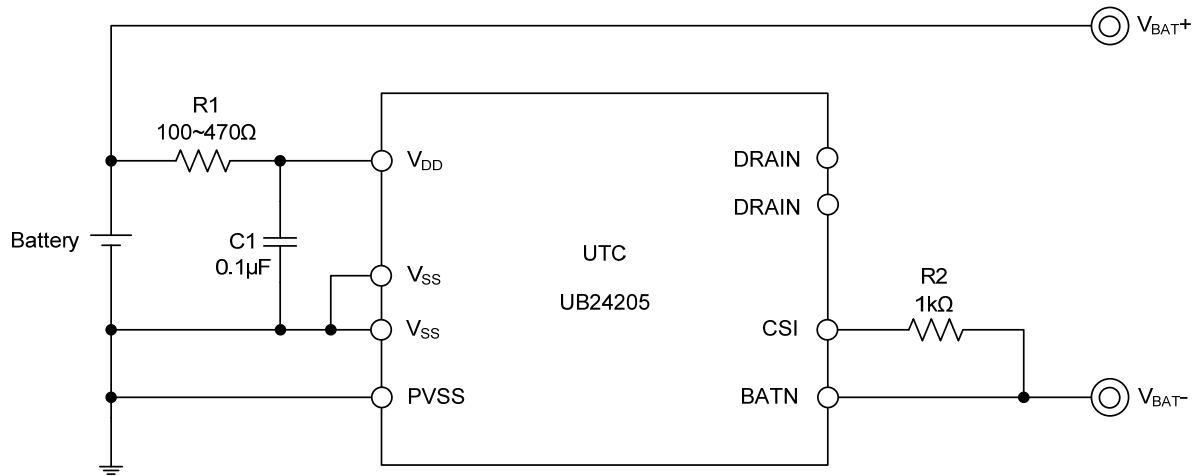 VBAT+
R1
100~470Ω
VDD
DRAIN
DRAIN
Battery
C1
0.1μF
UTC
UB24205
VSS
VSS
R2
1kΩ
CSI
PVSS
BATN
VBAT-